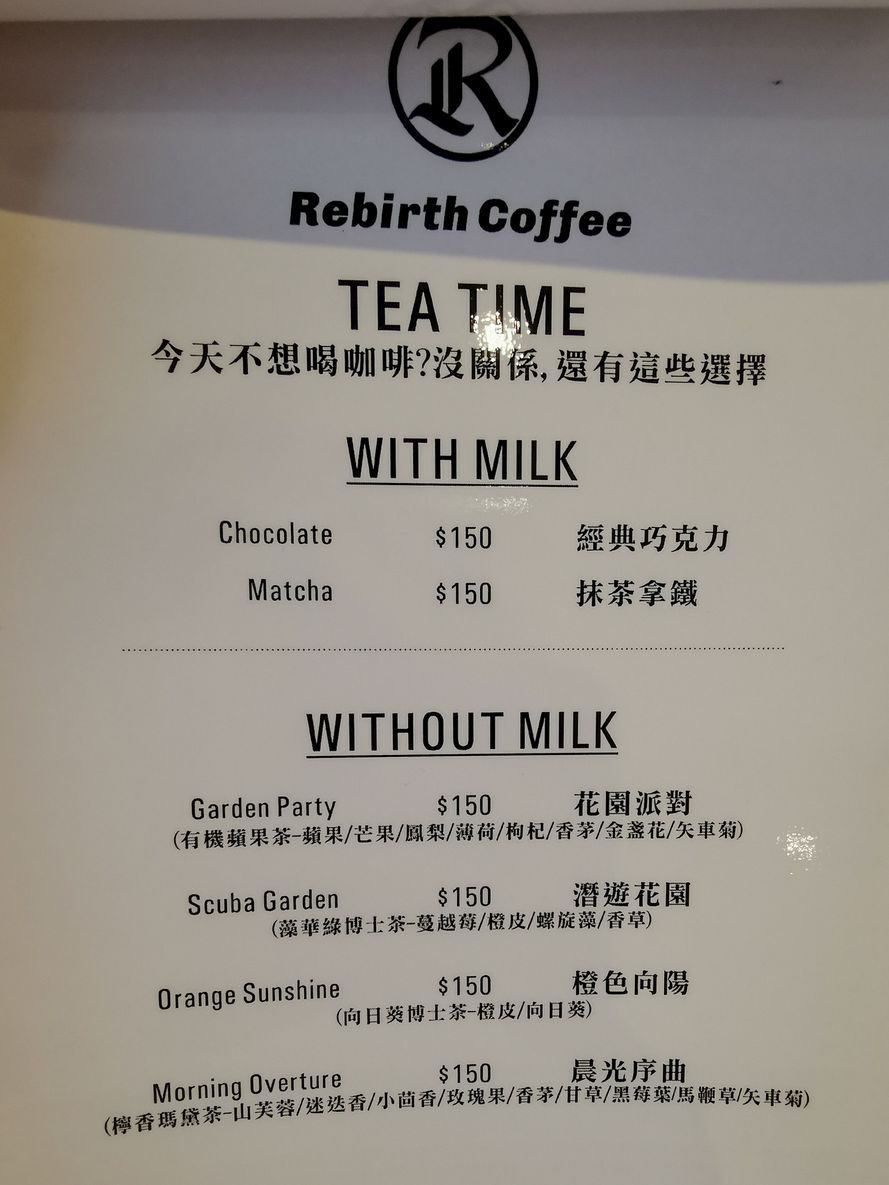 R
Rebirth Coffee
TEA TIME
今天不想喝咖啡?沒關係,還有這些選擇
WITH MILK
Chocolate $150 經典巧克力
Matcha $150 抹茶拿鐵
WITHOUT MILK
Garden Party $150 花園派對
(有機蘋果茶-蘋果/芒果/鳳梨/薄荷/枸杞/香茅/金盞花/矢車菊)
Scuba Garden $150 潛遊花園
(藻華綠博士茶-蔓越莓/橙皮/螺旋藻/香草)
Orange Sunshine $150 橙色向陽
(向日葵博士茶-橙皮/向日葵)
Morning Overture $150 晨光序曲
(檸香瑪黛茶-山芙蓉/迷迭香/小茴香/玫瑰果/香茅/甘草/黑莓葉/馬鞭草/矢車菊)